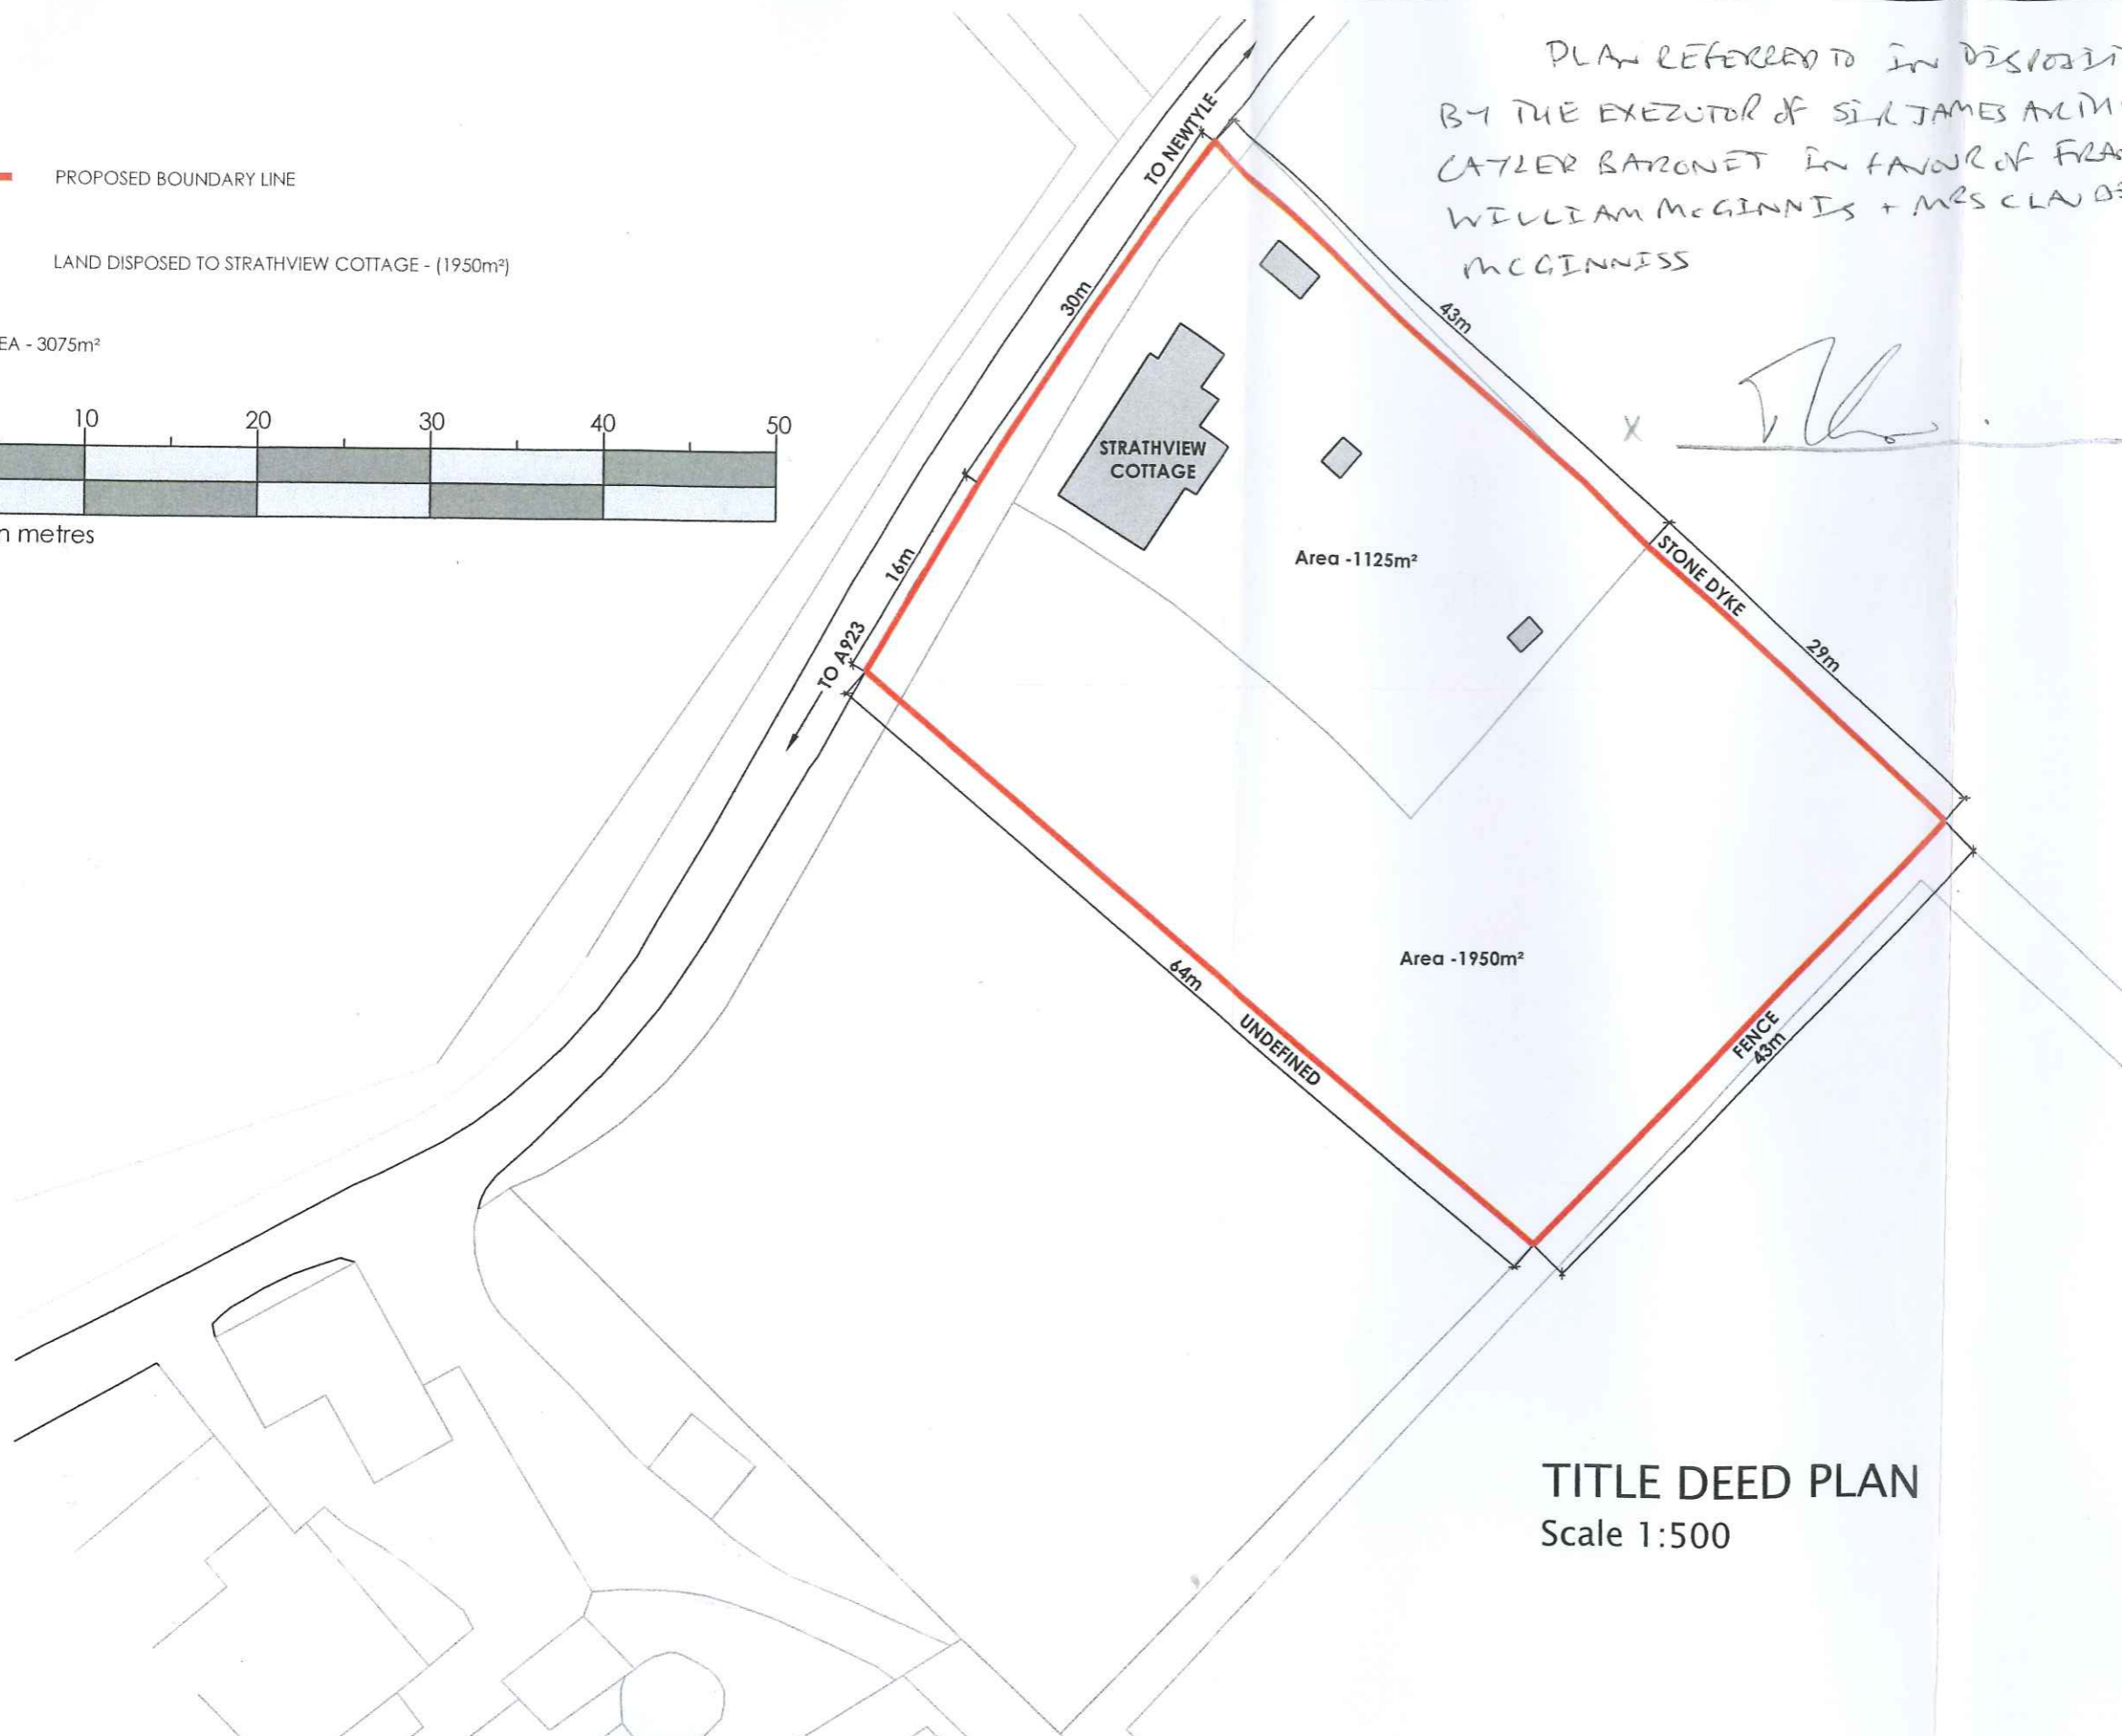 PLAN REFERRED TO IN
BY THE EXEZUTOR OF SIR JAMES
CAYZER BARONET IN FAVOUR OF
WILLIAM McGINNIS + MRS
MCGINNISS
X
PROPOSED BOUNDARY LINE
LAND DISPOSED TO STRATHVIEW COTTAGE - (1950m²)
EA - 3075m²
10 20 30 40 50
n metres
TO NEWTYLE
30m
43m
STRATHVIEW
COTTAGE
16m
Area -1125m²
STONE DYKE
TO A923
29m
Area -1950m²
64m
UNDEFINED
FENCE
43m
TITLE DEED PLAN
Scale 1:500